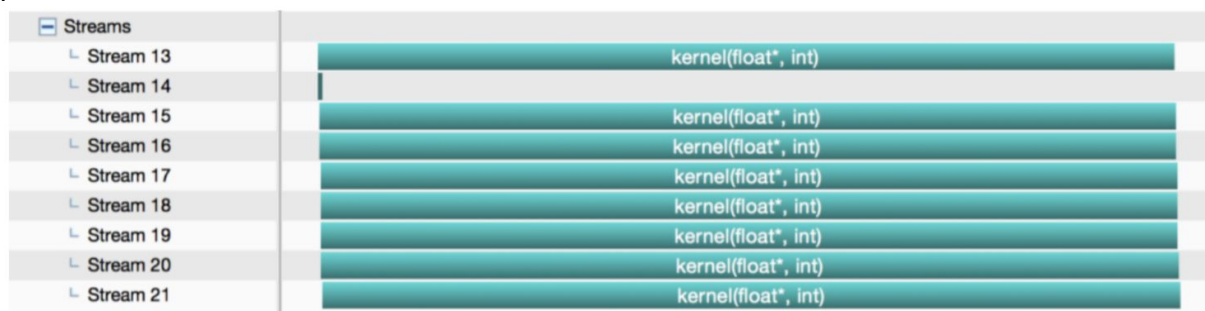 Streams
Stream 13 kernel(float*, int)
Stream 14
Stream 15 kernel(float*, int)
Stream 16 kernel(float*, int)
Stream 17 kernel(float*, int)
Stream 18 kernel(float*, int)
Stream 19 kernel(float*, int)
Stream 20 kernel(float*, int)
Stream 21 kernel(float*, int)